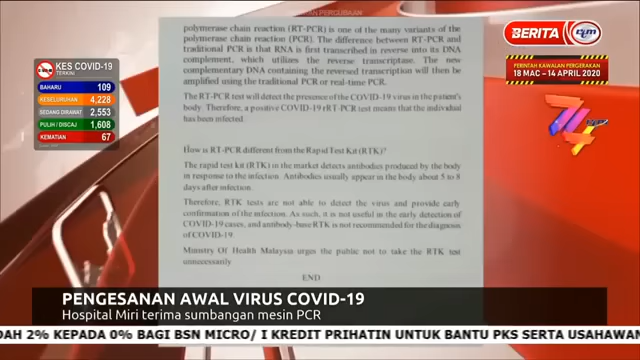 polymerase chain reaction (RT-PCR) is one of the many variants of the
polymerase chain reaction (PCR). The difference between RT-PCR and
traditional PCR is that RNA is first transcribed in reverse into its DNA
complement, which utilizes the reverse transcriptase. The new
complementary DNA containing the reversed transcription will then be
amplified using the traditional PCR or real-time PCR.
The RT-PCR test will detect the presence of the COVID-19 virus in the patient's
body. Therefore, a positive COVID-19 rRT-PCR test means that the individual
has been infected.
How is RT-PCR different from the Rapid Test Kit (RTK)?
The rapid test kit (RTK) in the market detects antibodies produced by the body
in response to the infection. Antibodies usually appear in the body about 5 to 8
days after infection.
Therefore, RTK tests are not able to detect the virus and provide early
confirmation of the infection. As such, it is not useful in the early detection of
COVID-19 cases, and antibody-base RTK is not recommended for the diagnosis
of COVID-19.
Ministry Of Health Malaysia urges the public not to take the RTK test
unnecessarily
END
KES COVID-19
TERKINI
BAHARU 109
KESELURUHAN 4,228
SEDANG DIRAWAT 2,553
PULIH / DISCAJ 1,608
KEMATIAN 67
BERITA rtm
PERINTAH KAWALAN PERGERAKAN
18 MAC – 14 APRIL 2020
PENGESANAN AWAL VIRUS COVID-19
Hospital Miri terima sumbangan mesin PCR
DAH 2% KEPADA 0% BAGI BSN MICRO/ I KREDIT PRIHATIN UNTUK BANTU PKS SERTA USAHAWAN